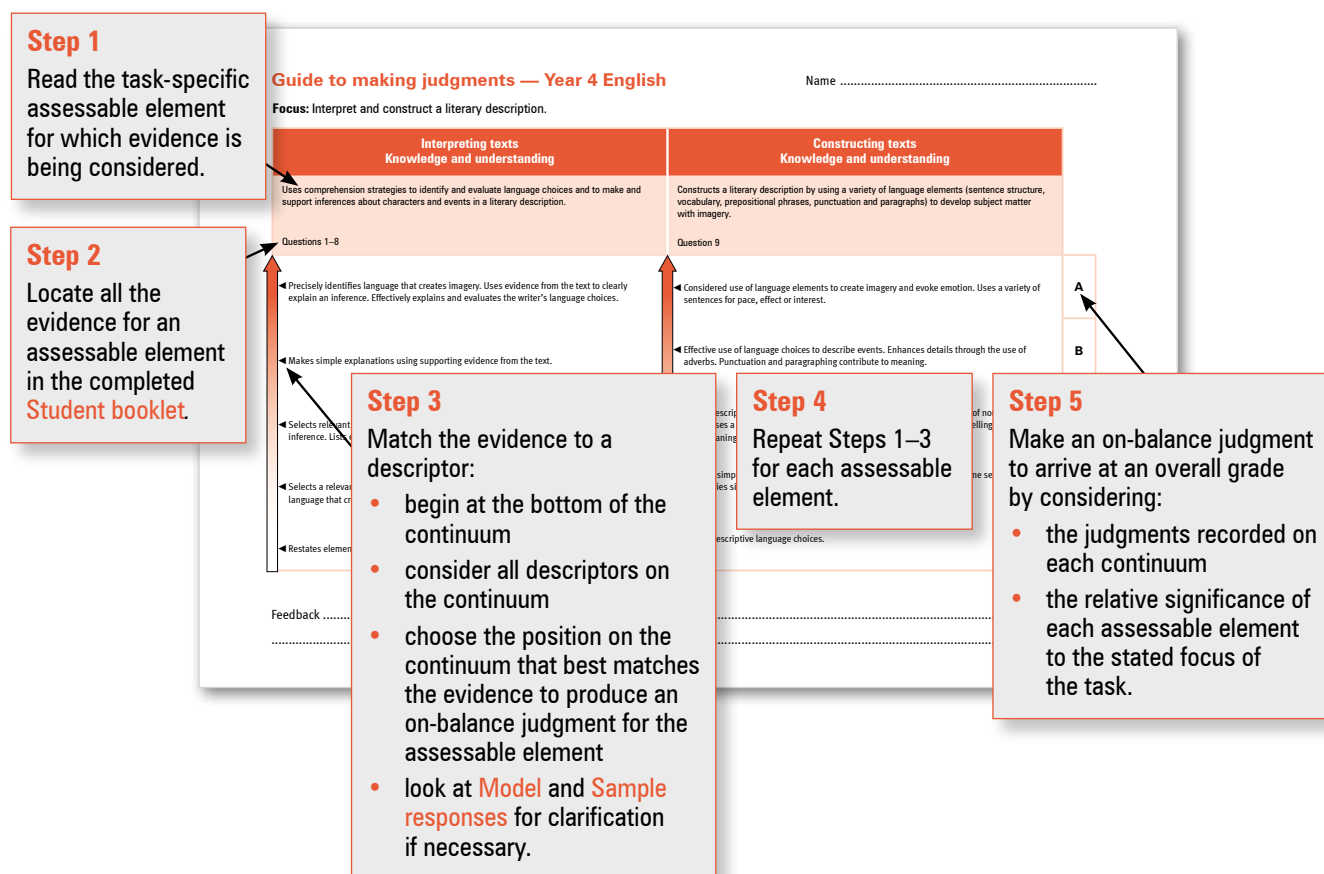 Step 1
Read the task-specific
assessable element
for which evidence is
being considered.
Guide to making judgments — Year 4 English
Name ............................................................................
Focus: Interpret and construct a literary description.
Interpreting texts
Knowledge and understanding
Constructing texts
Knowledge and understanding
Uses comprehension strategies to identify and evaluate language choices and to make and
support inferences about characters and events in a literary description.
Questions 1–8
Constructs a literary description by using a variety of language elements (sentence structure,
vocabulary, prepositional phrases, punctuation and paragraphs) to develop subject matter
with imagery.
Question 9
Step 2
Locate all the
evidence for an
assessable element
in the completed
Student booklet.
Precisely identifies language that creates imagery. Uses evidence from the text to clearly
explain an inference. Effectively explains and evaluates the writer's language choices.
Considered use of language elements to create imagery and evoke emotion. Uses a variety of
sentences for pace, effect or interest.
A
Makes simple explanations using supporting evidence from the text.
Effective use of language choices to describe events. Enhances details through the use of
adverbs. Punctuation and paragraphing contribute to meaning.
B
Selects relevant
inference.
Selects a
language that
Restates
of
descriptive language choices.
Feedback
Step 3
Match the evidence to a
descriptor:
• begin at the bottom of the
continuum
• consider all descriptors on
the continuum
• choose the position on the
continuum that best matches
the evidence to produce an
on-balance judgment for the
assessable element
• look at Model and Sample
responses for clarification
if necessary.
Step 4
Repeat Steps 1–3
for each assessable
element.
Step 5
Make an on-balance judgment
to arrive at an overall grade
by considering:
• the judgments recorded on
each continuum
• the relative significance of
each assessable element
to the stated focus of
the task.